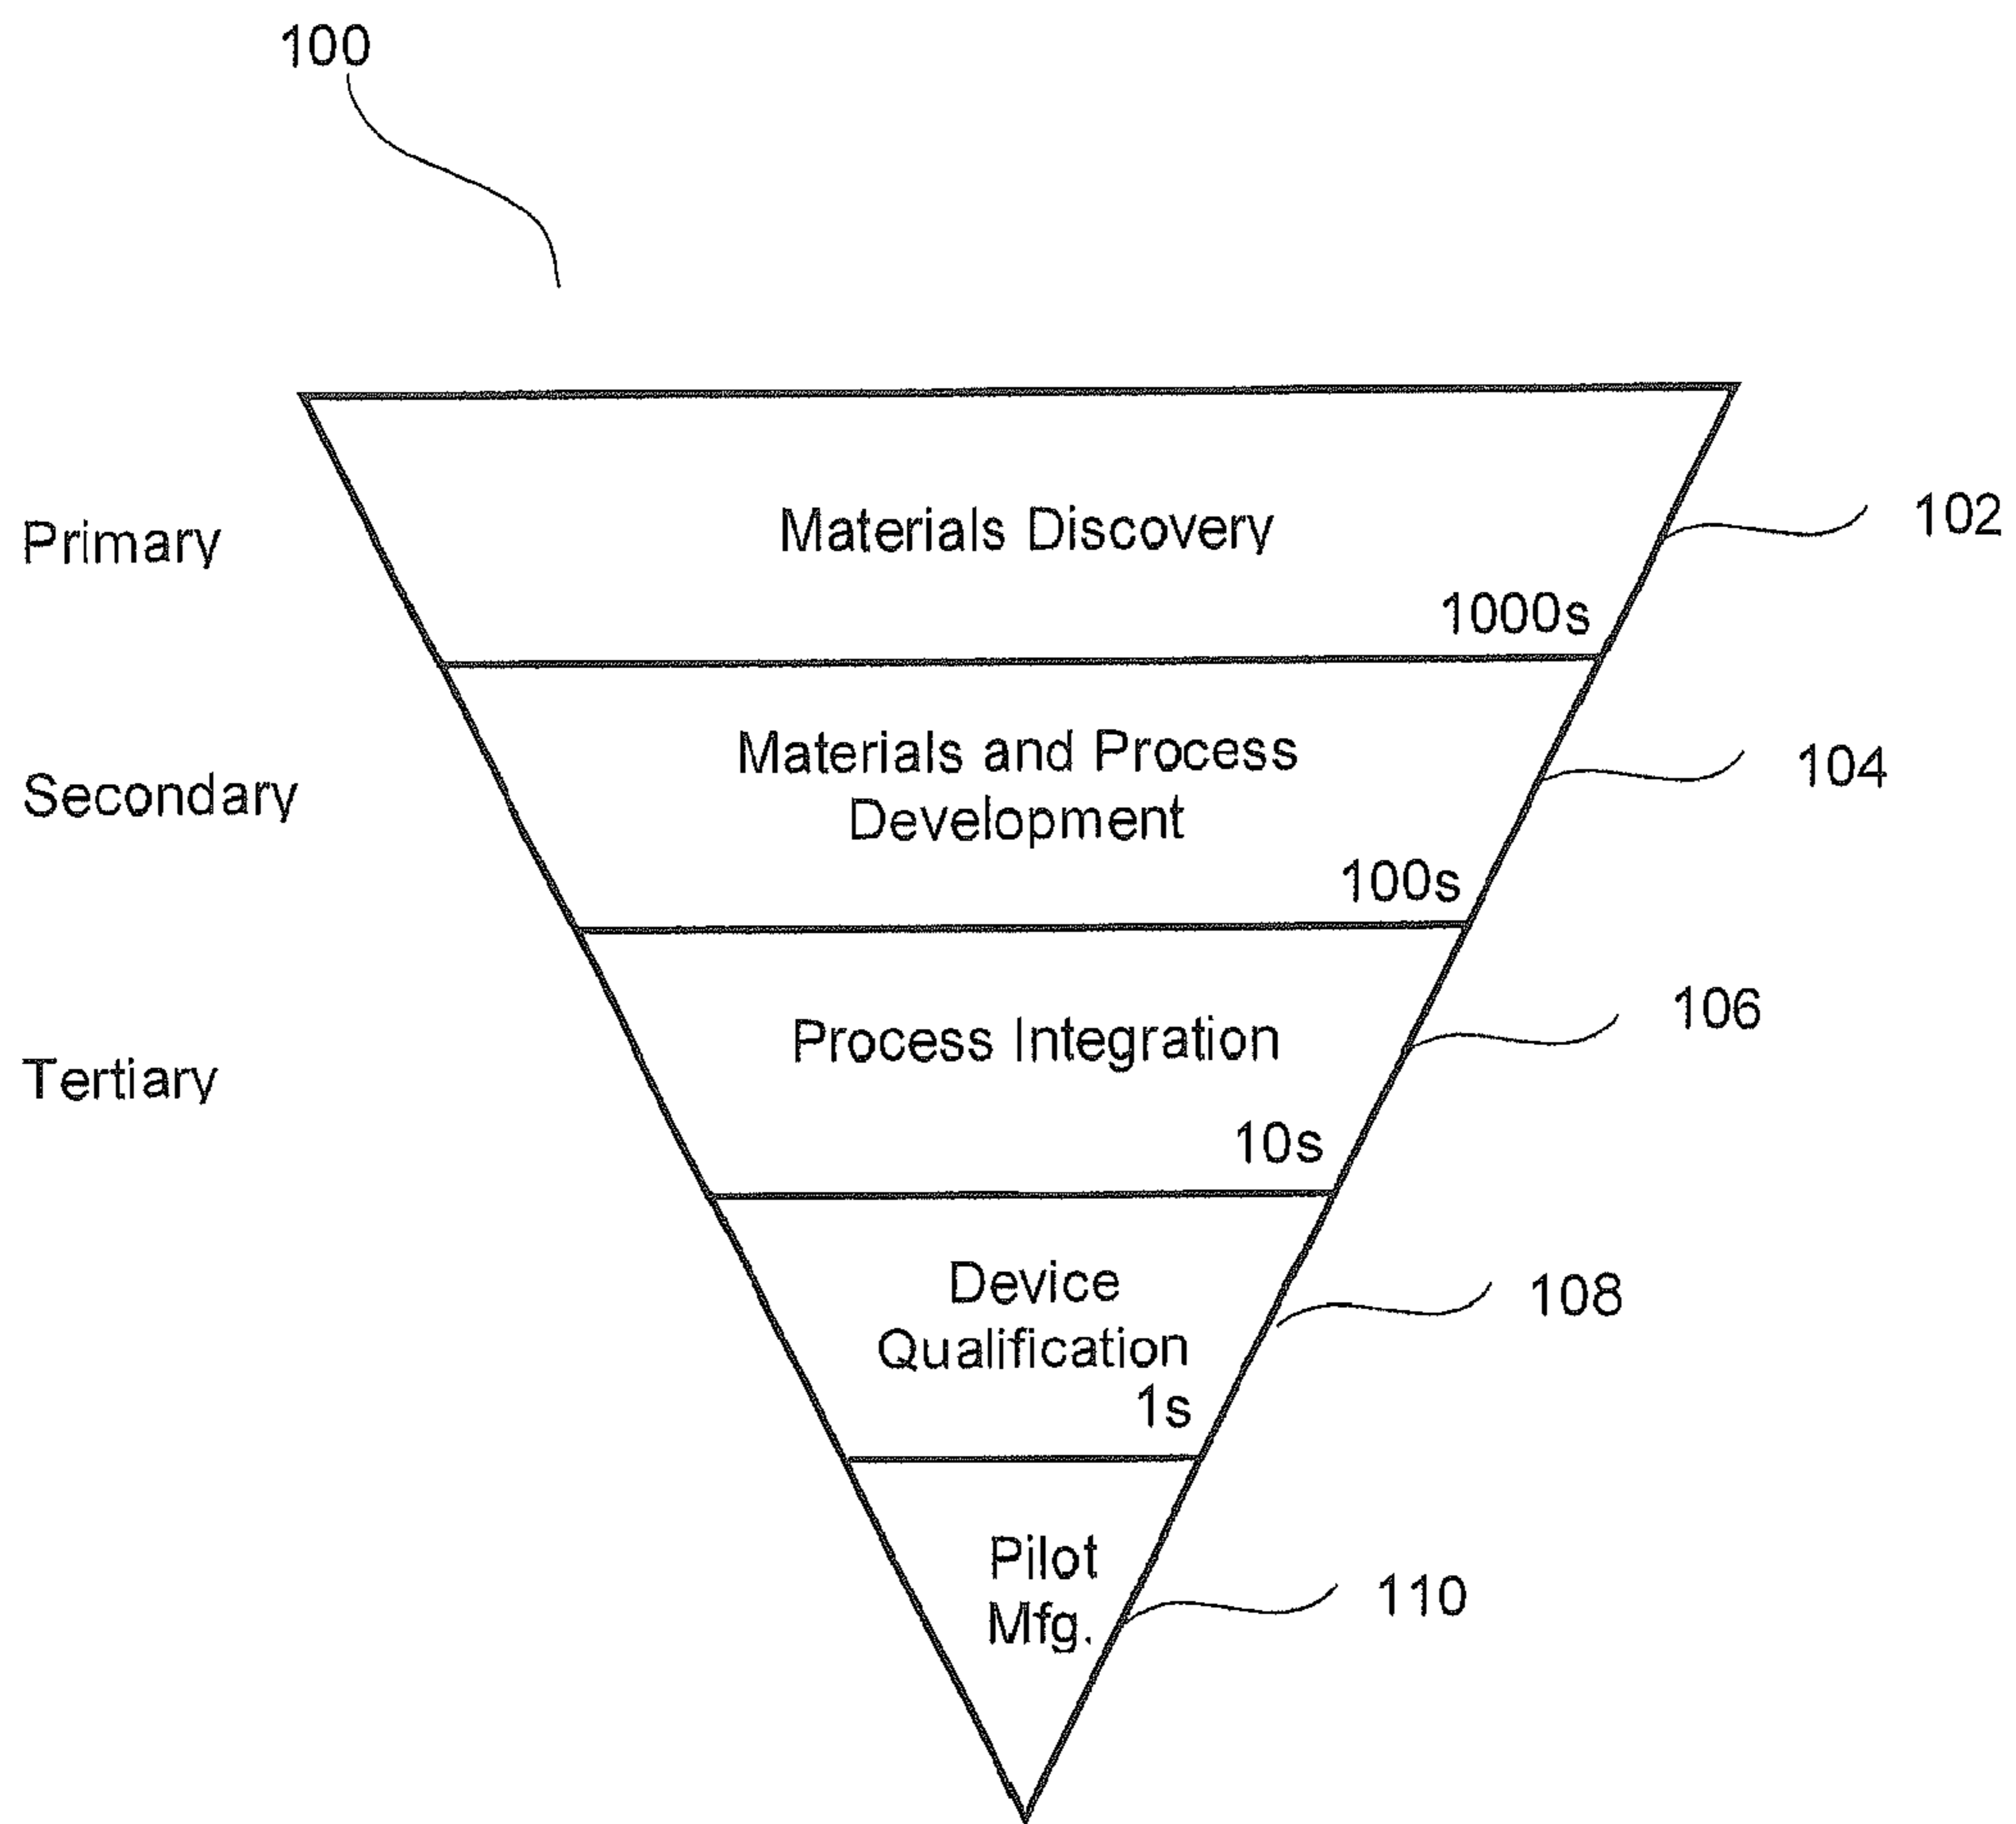 100
Primary
Materials Discovery
1000s
102
Secondary
Materials and Process
Development
100s
104
Tertiary
Process Integration
10s
106
Device
Qualification
1s
108
Pilot
Mfg.
110